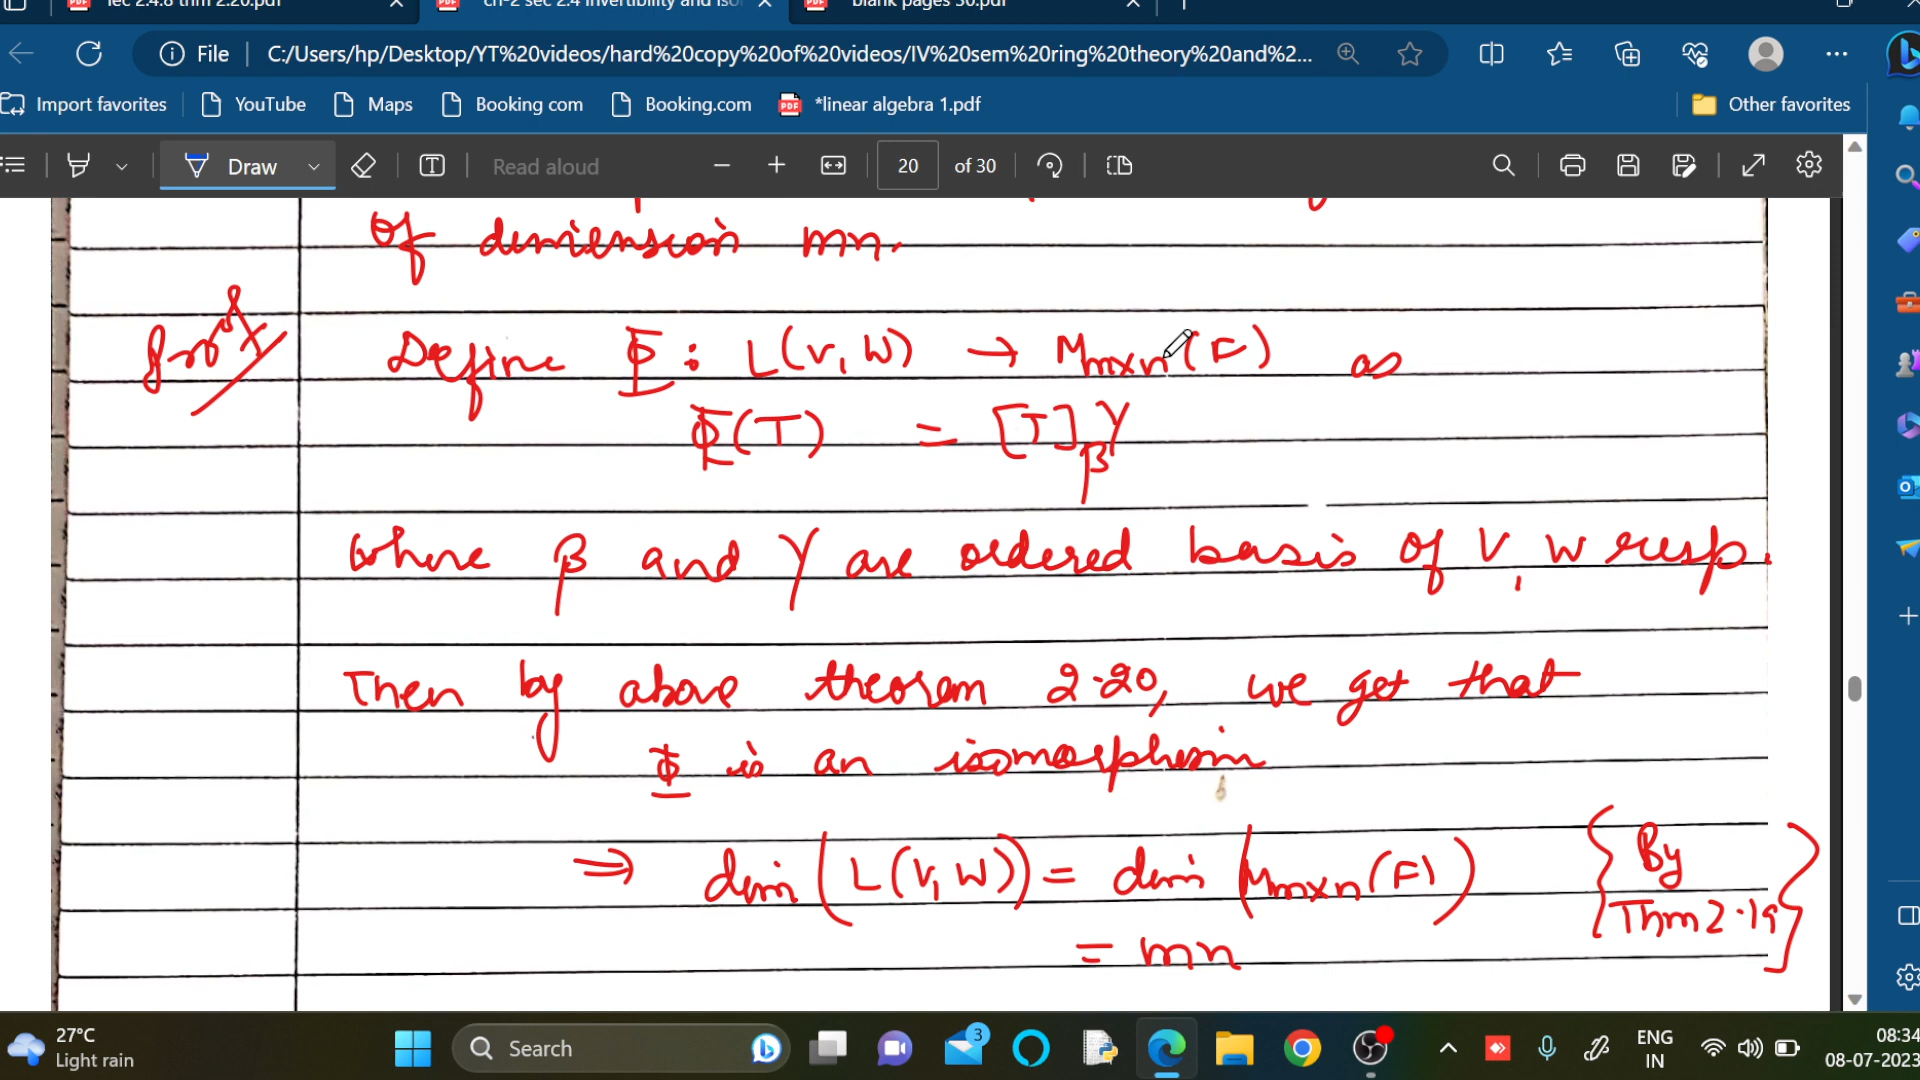 lec 2.4.8 thm 2.20.pdf
ch-2 sec 2.4 invertibility and iso
blank pages 30.pdf
File C:/Users/hp/Desktop/YT%20videos/hard%20copy%20of%20videos/IV%20sem%20ring%20theory%20and%2...
Import favorites YouTube Maps Booking com Booking.com *linear algebra 1.pdf Other favorites
Draw Read aloud 20 of 30
of dimension mn.
Proof Define Φ : L(V, W) → Mmxn(F) as
Φ(T) = [T]βγ
where β and γ are ordered basis of V, W resp.
Then by above theorem 2.20, we get that
Φ is an isomorphism
⇒ dim (L(V, W)) = dim (Mmxn(F)) {By Thm 2.19}
= mn
27°C
Light rain
Search
3
ENG
IN
08:34
08-07-2023